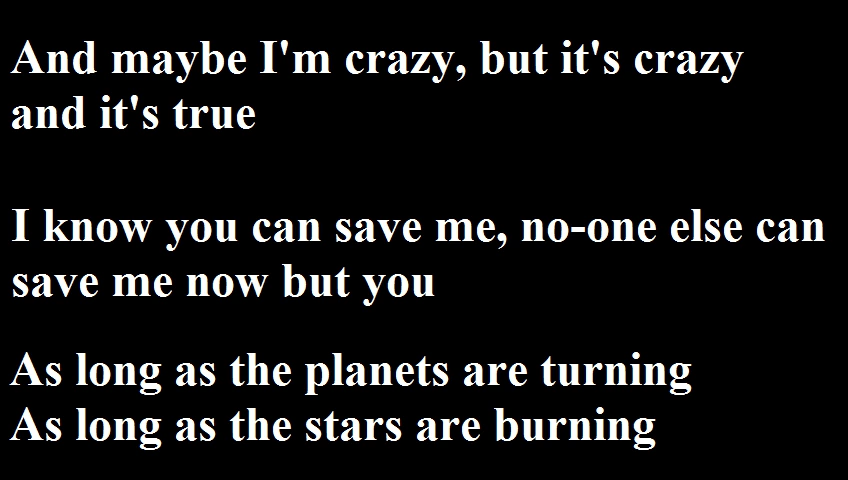 And maybe I'm crazy, but it's crazy
and it's true
I know you can save me, no-one else can
save me now but you
As long as the planets are turning
As long as the stars are burning